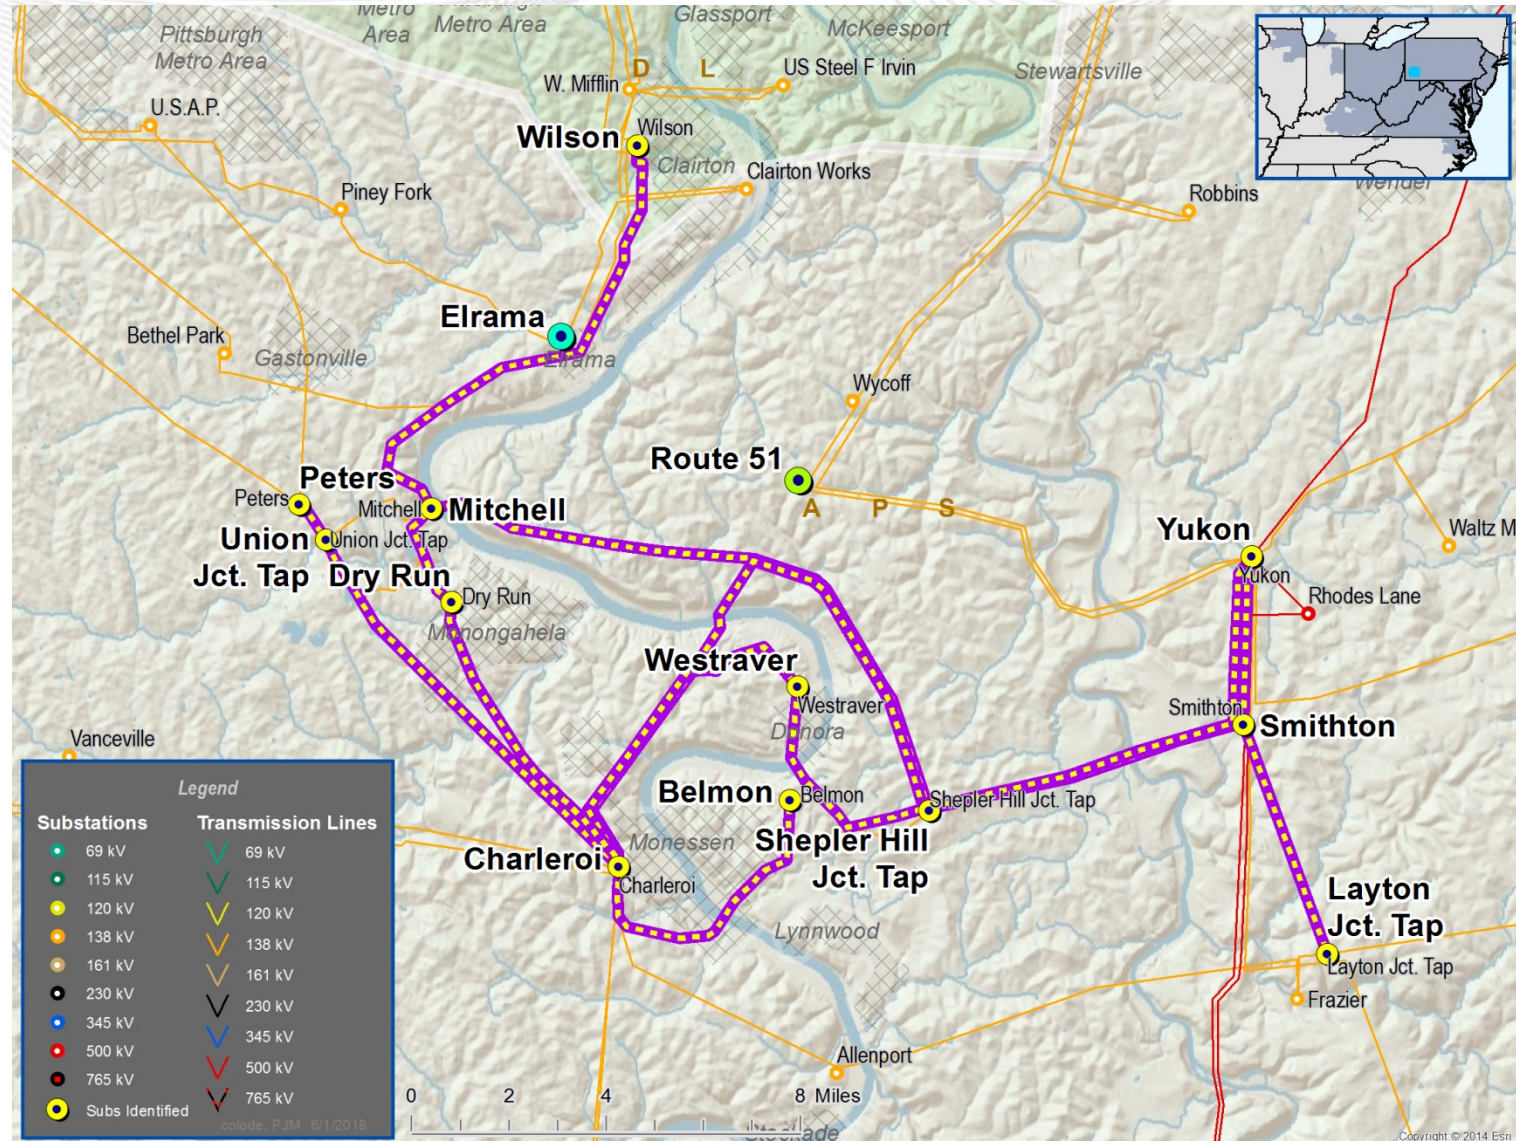 Metro
Area
Metro Area
Glassport
McKeesport
Pittsburgh
Metro Area
Stewartsville
D L
US Steel F Irvin
W. Mifflin
U.S.A.P.
Wilson
Wilson
Clairton
Clairton Works
Piney Fork
Robbins
Wendel
Elrama
Elrama
Bethel Park
Gastonville
Wycoff
Route 51
A P S
Peters
Peters
Mitchell
Mitchell
Union
Jct. Tap
Union Jct. Tap
Dry Run
Dry Run
Monongahela
Yukon
Yukon
Waltz M
Rhodes Lane
Westraver
Westraver
Donora
Smithton
Smithton
Vanceville
Belmon
Belmon
Shepler Hill Jct. Tap
Shepler Hill
Jct. Tap
Monessen
Charleroi
Charleroi
Layton
Jct. Tap
Layton Jct. Tap
Lynnwood
Frazier
Allenport
Stockade
Legend
Substations Transmission Lines
69 kV 69 kV
115 kV 115 kV
120 kV 120 kV
138 kV 138 kV
161 kV 161 kV
230 kV 230 kV
345 kV 345 kV
500 kV 500 kV
765 kV 765 kV
Subs Identified
colode; PJM 6/1/2018
0 2 4 6 8 Miles
Copyright:© 2014 Esri